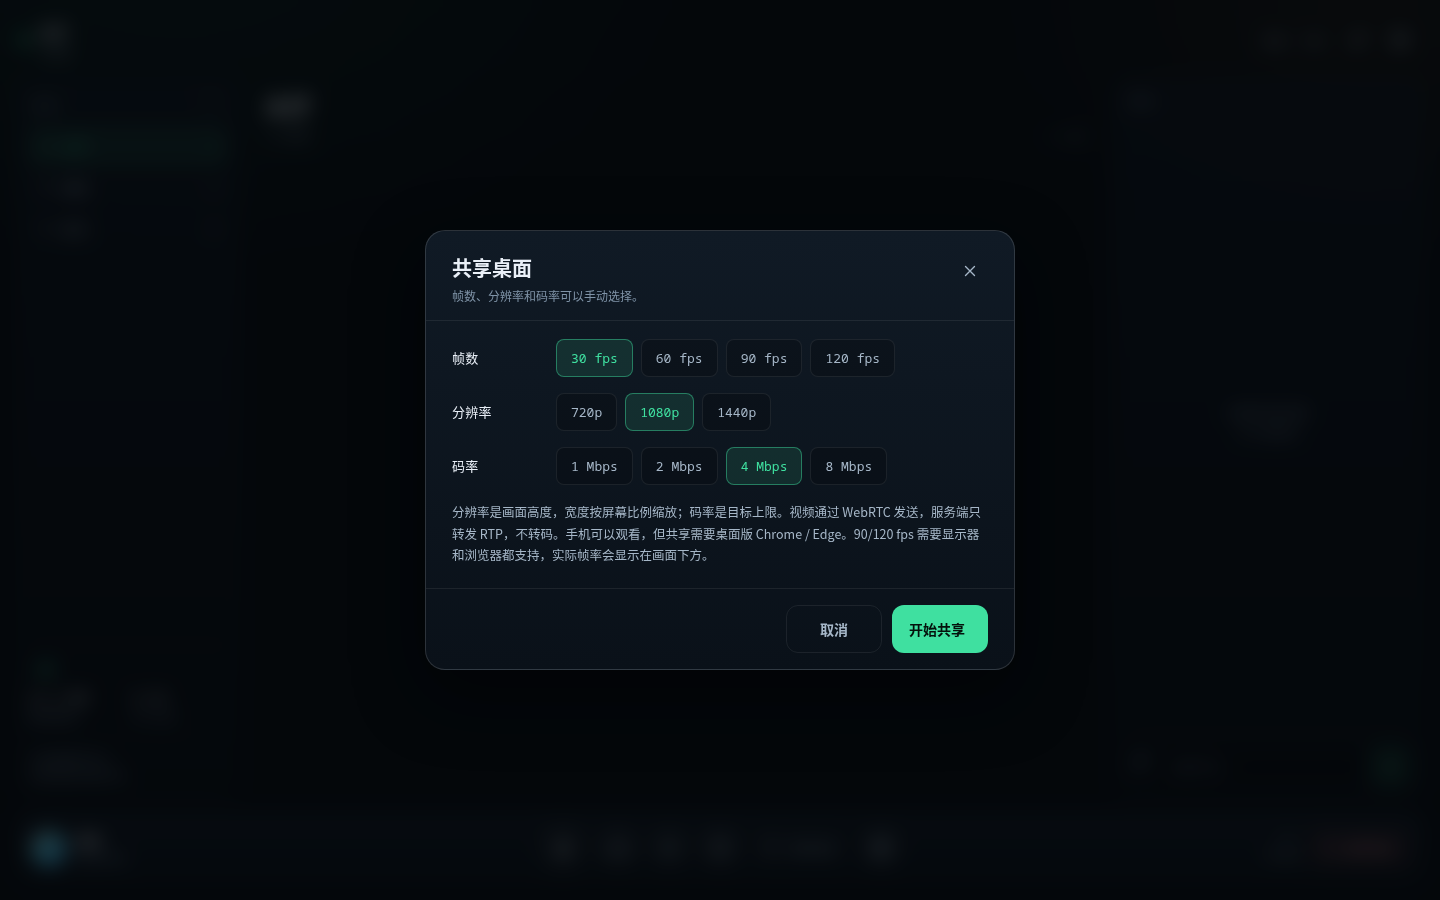 共享桌面
帧数、分辨率和码率可以手动选择。
帧数 30 fps 60 fps 90 fps 120 fps
分辨率 720p 1080p 1440p
码率 1 Mbps 2 Mbps 4 Mbps 8 Mbps
分辨率是画面高度，宽度按屏幕比例缩放；码率是目标上限。视频通过 WebRTC 发送，服务端只
转发 RTP，不转码。手机可以观看，但共享需要桌面版 Chrome / Edge。90/120 fps 需要显示器
和浏览器都支持，实际帧率会显示在画面下方。
取消 开始共享